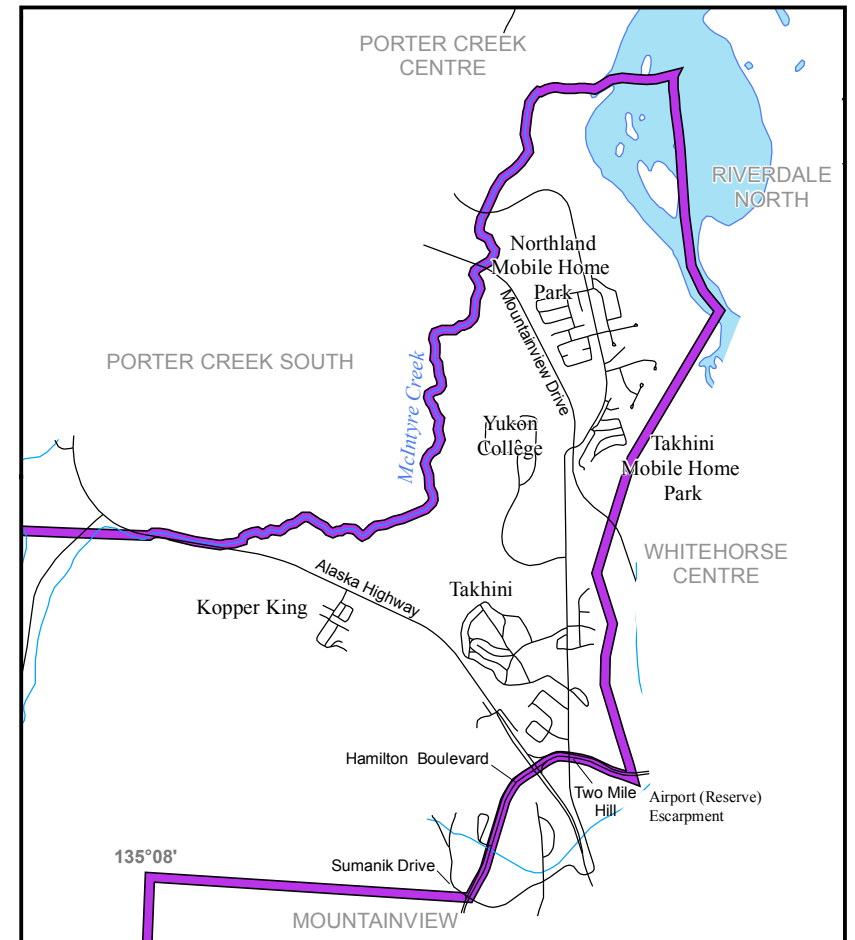 PORTER CREEK
CENTRE
RIVERDALE
NORTH
Northland
Mobile Home
Park
Mountainview Drive
PORTER CREEK SOUTH
McIntyre Creek
Yukon
Collêge
Takhini
Mobile Home
Park
WHITEHORSE
CENTRE
Alaska Highway
Takhini
Kopper King
Hamilton Boulevard
Two Mile
Hill
Airport (Reserve)
Escarpment
135°08'
Sumanik Drive
MOUNTAINVIEW